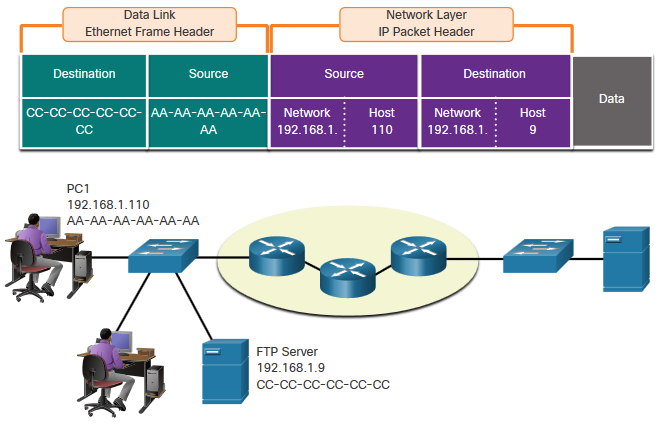 Data Link
Ethernet Frame Header
Network Layer
IP Packet Header
Destination
Source
Source
Destination
Data
CC-CC-CC-CC-CC-
CC
AA-AA-AA-AA-AA-
AA
Network
192.168.1.
Host
110
Network
192.168.1.
Host
9
PC1
192.168.1.110
AA-AA-AA-AA-AA-AA
FTP Server
192.168.1.9
CC-CC-CC-CC-CC-CC